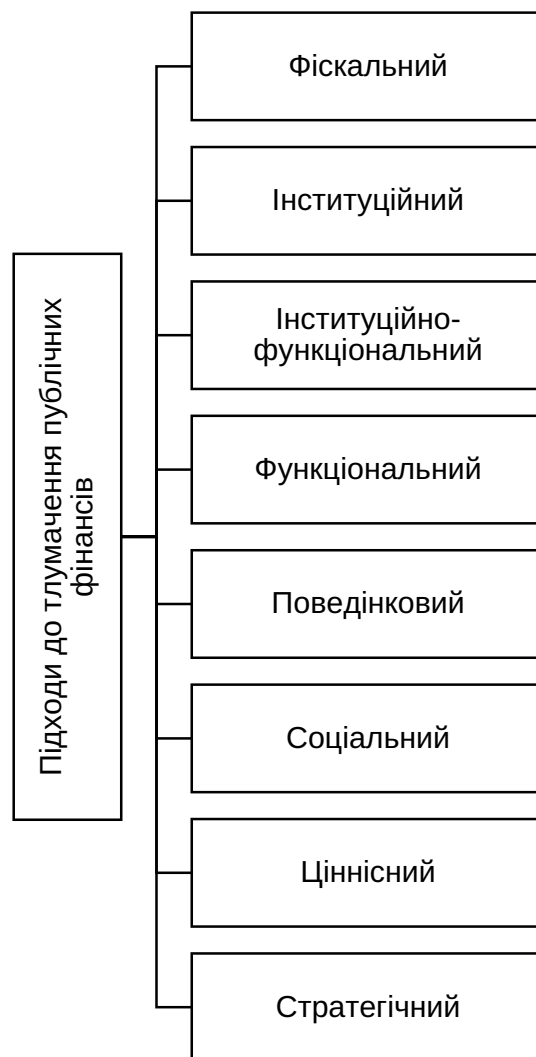 Підходи до тлумачення публічних
фінансів
Фіскальний
Інституційний
Інституційно-
функціональний
Функціональний
Поведінковий
Соціальний
Ціннісний
Стратегічний